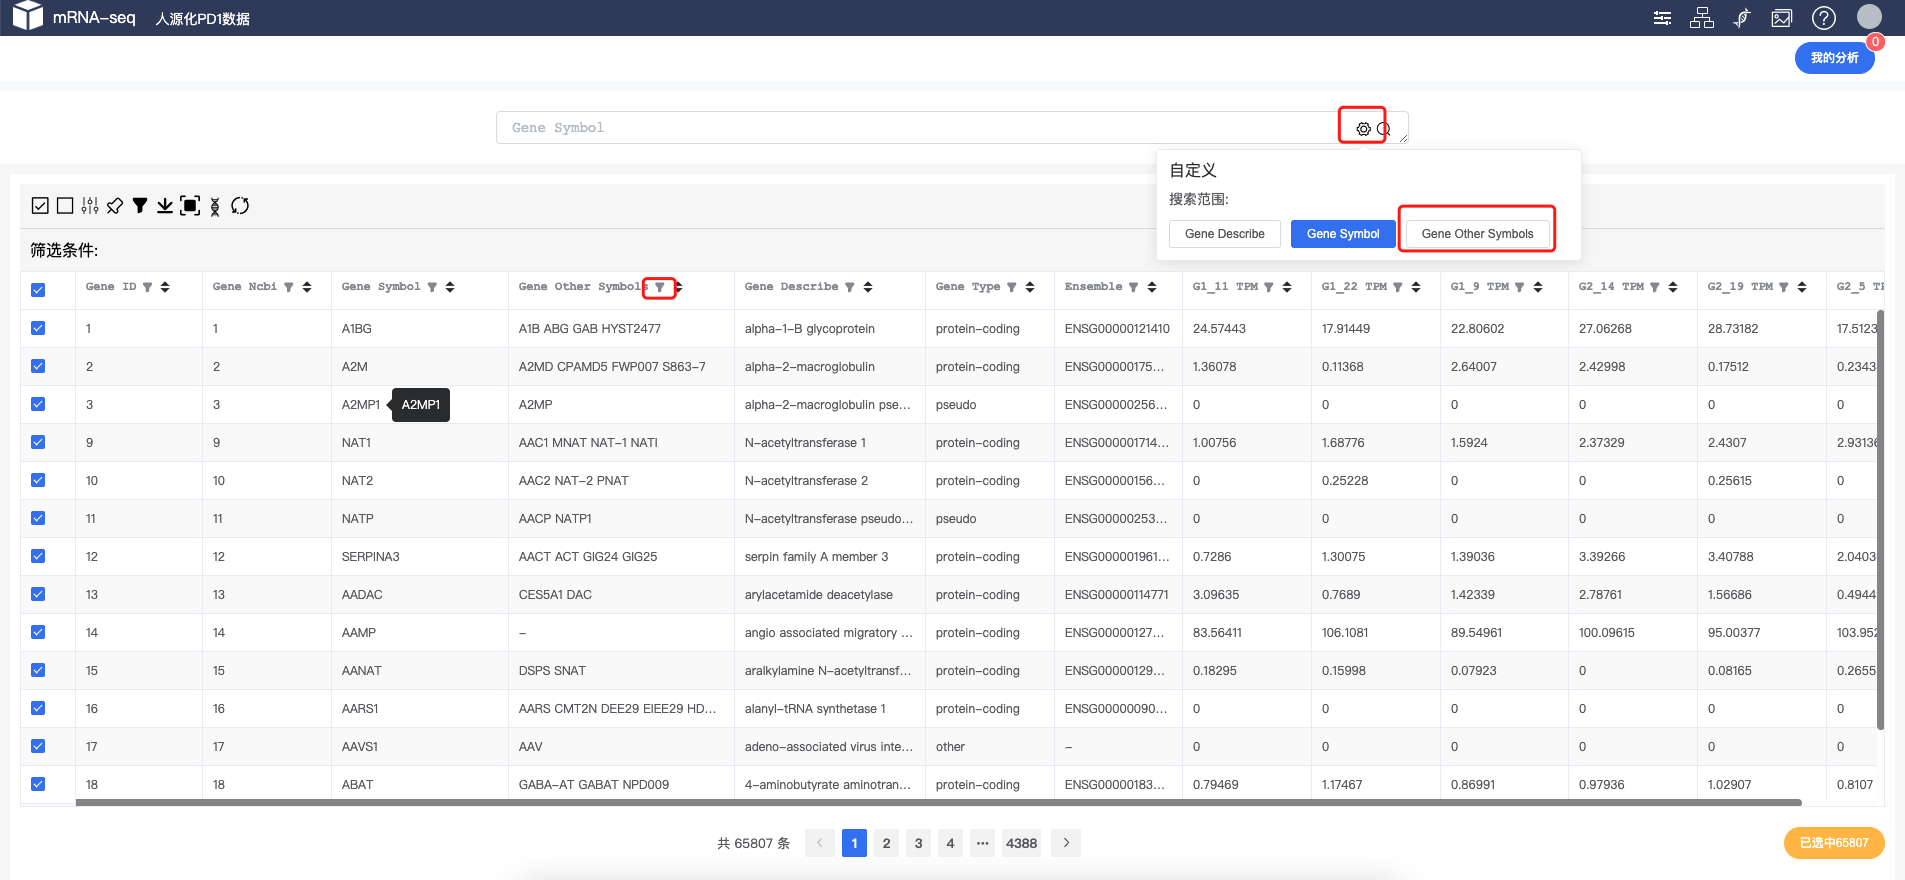 mRNA-seq 人源化PD1数据
0
我的分析
Gene Symbol
自定义
搜索范围:
Gene Describe Gene Symbol Gene Other Symbols
筛选条件:
Gene ID Gene Ncbi Gene Symbol Gene Other Symbols Gene Describe Gene Type Ensemble G1_11 TPM G1_22 TPM G1_9 TPM G2_14 TPM G2_19 TPM G2_5 TP
1 1 A1BG A1B ABG GAB HYST2477 alpha-1-B glycoprotein protein-coding ENSG00000121410 24.57443 17.91449 22.80602 27.06268 28.73182 17.5123
2 2 A2M A2MD CPAMD5 FWP007 S863-7 alpha-2-macroglobulin protein-coding ENSG00000175... 1.36078 0.11368 2.64007 2.42998 0.17512 0.2343
3 3 A2MP1 A2MP1 A2MP alpha-2-macroglobulin pse... pseudo ENSG00000256... 0 0 0 0 0 0
9 9 NAT1 AAC1 MNAT NAT-1 NATI N-acetyltransferase 1 protein-coding ENSG000001714... 1.00756 1.68776 1.5924 2.37329 2.4307 2.93136
10 10 NAT2 AAC2 NAT-2 PNAT N-acetyltransferase 2 protein-coding ENSG00000156... 0 0.25228 0 0 0.25615 0
11 11 NATP AACP NATP1 N-acetyltransferase pseudo... pseudo ENSG00000253... 0 0 0 0 0 0
12 12 SERPINA3 AACT ACT GIG24 GIG25 serpin family A member 3 protein-coding ENSG000001961... 0.7286 1.30075 1.39036 3.39266 3.40788 2.0403
13 13 AADAC CES5A1 DAC arylacetamide deacetylase protein-coding ENSG00000114771 3.09635 0.7689 1.42339 2.78761 1.56686 0.4944
14 14 AAMP - angio associated migratory ... protein-coding ENSG00000127... 83.56411 106.1081 89.54961 100.09615 95.00377 103.952
15 15 AANAT DSPS SNAT aralkylamine N-acetyltransf... protein-coding ENSG00000129... 0.18295 0.15998 0.07923 0 0.08165 0.2655
16 16 AARS1 AARS CMT2N DEE29 EIEE29 HD... alanyl-tRNA synthetase 1 protein-coding ENSG00000090... 0 0 0 0 0 0
17 17 AAVS1 AAV adeno-associated virus inte... other - 0 0 0 0 0 0
18 18 ABAT GABA-AT GABAT NPD009 4-aminobutyrate aminotran... protein-coding ENSG00000183... 0.79469 1.17467 0.86991 0.97936 1.02907 0.8107
共 65807 条 1 2 3 4 ... 4388 已选中65807